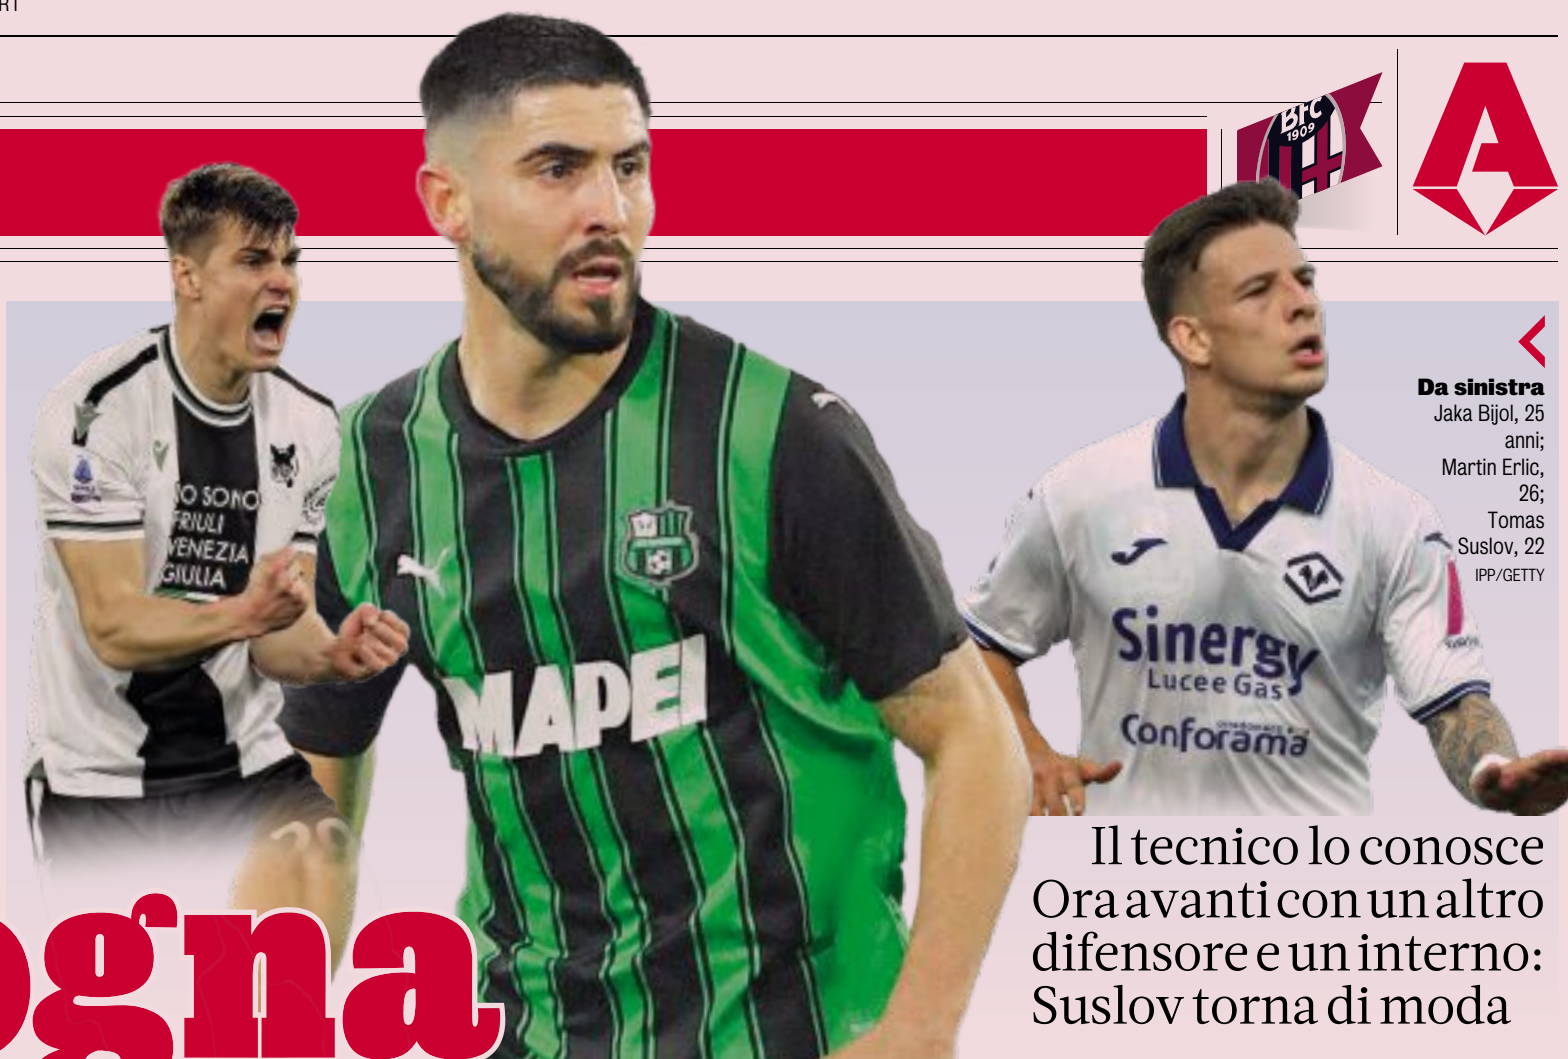 BFC
1909
Da sinistra
Jaka Bijol, 25
anni;
Martin Erlic,
26;
Tomas
Suslov, 22
IPP/GETTY
IO SONO
FRIULI
VENEZIA
GIULIA
MAPEI
Sinergy
Luce e Gas
Conforama
Il tecnico lo conosce
Ora avanti con un altro
difensore e un interno:
Suslov torna di moda
ogna